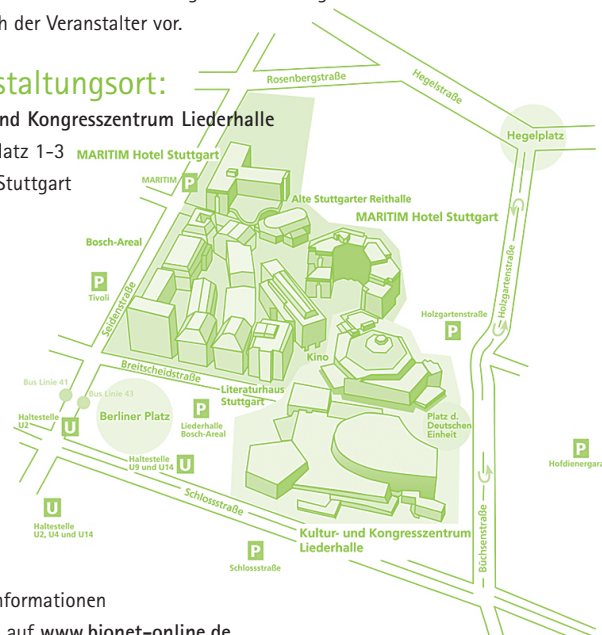 h der Veranstalter vor.
staltungsort:
nd Kongresszentrum Liederhalle
latz 1-3
Stuttgart
Rosenbergstraße
Hegelstraße
Hegelplatz
MARITIM Hotel Stuttgart
MARITIM
P
Alte Stuttgarter Reithalle
MARITIM Hotel Stuttgart
Bosch-Areal
P
Tivoli
Seidenstraße
Holzgartenstraße
Holzgartenstraße
P
Kino
Breitscheidstraße
Literaturhaus
Stuttgart
Bus Linie 41
Bus Linie 43
Haltestelle
U2
U
Berliner Platz
P
Liederhalle
Bosch-Areal
Platz d.
Deutschen
Einheit
P
Hofdienergara
Haltestelle
U9 und U14
U
Schlossstraße
U
Haltestelle
U2, U4 und U14
Büchsenstraße
Kultur- und Kongresszentrum
Liederhalle
P
Schlossstraße
nformationen
auf www.bionet-online.de